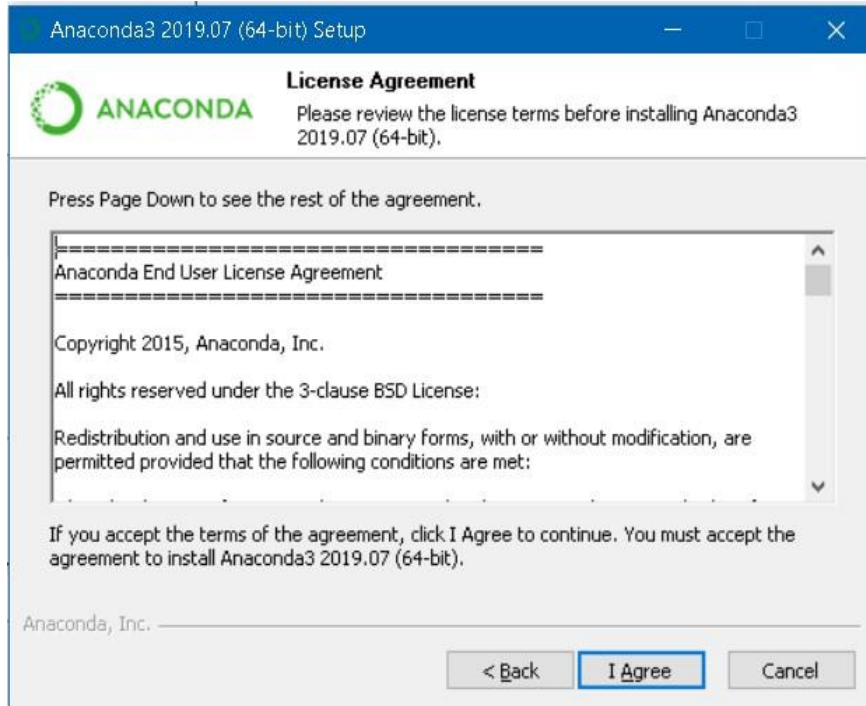 Anaconda3 2019.07 (64-bit) Setup
ANACONDA
License Agreement
Please review the license terms before installing Anaconda3
2019.07 (64-bit).
Press Page Down to see the rest of the agreement.
====================================
Anaconda End User License Agreement
====================================
Copyright 2015, Anaconda, Inc.
All rights reserved under the 3-clause BSD License:
Redistribution and use in source and binary forms, with or without modification, are
permitted provided that the following conditions are met:
If you accept the terms of the agreement, click I Agree to continue. You must accept the
agreement to install Anaconda3 2019.07 (64-bit).
Anaconda, Inc.
< Back
I Agree
Cancel